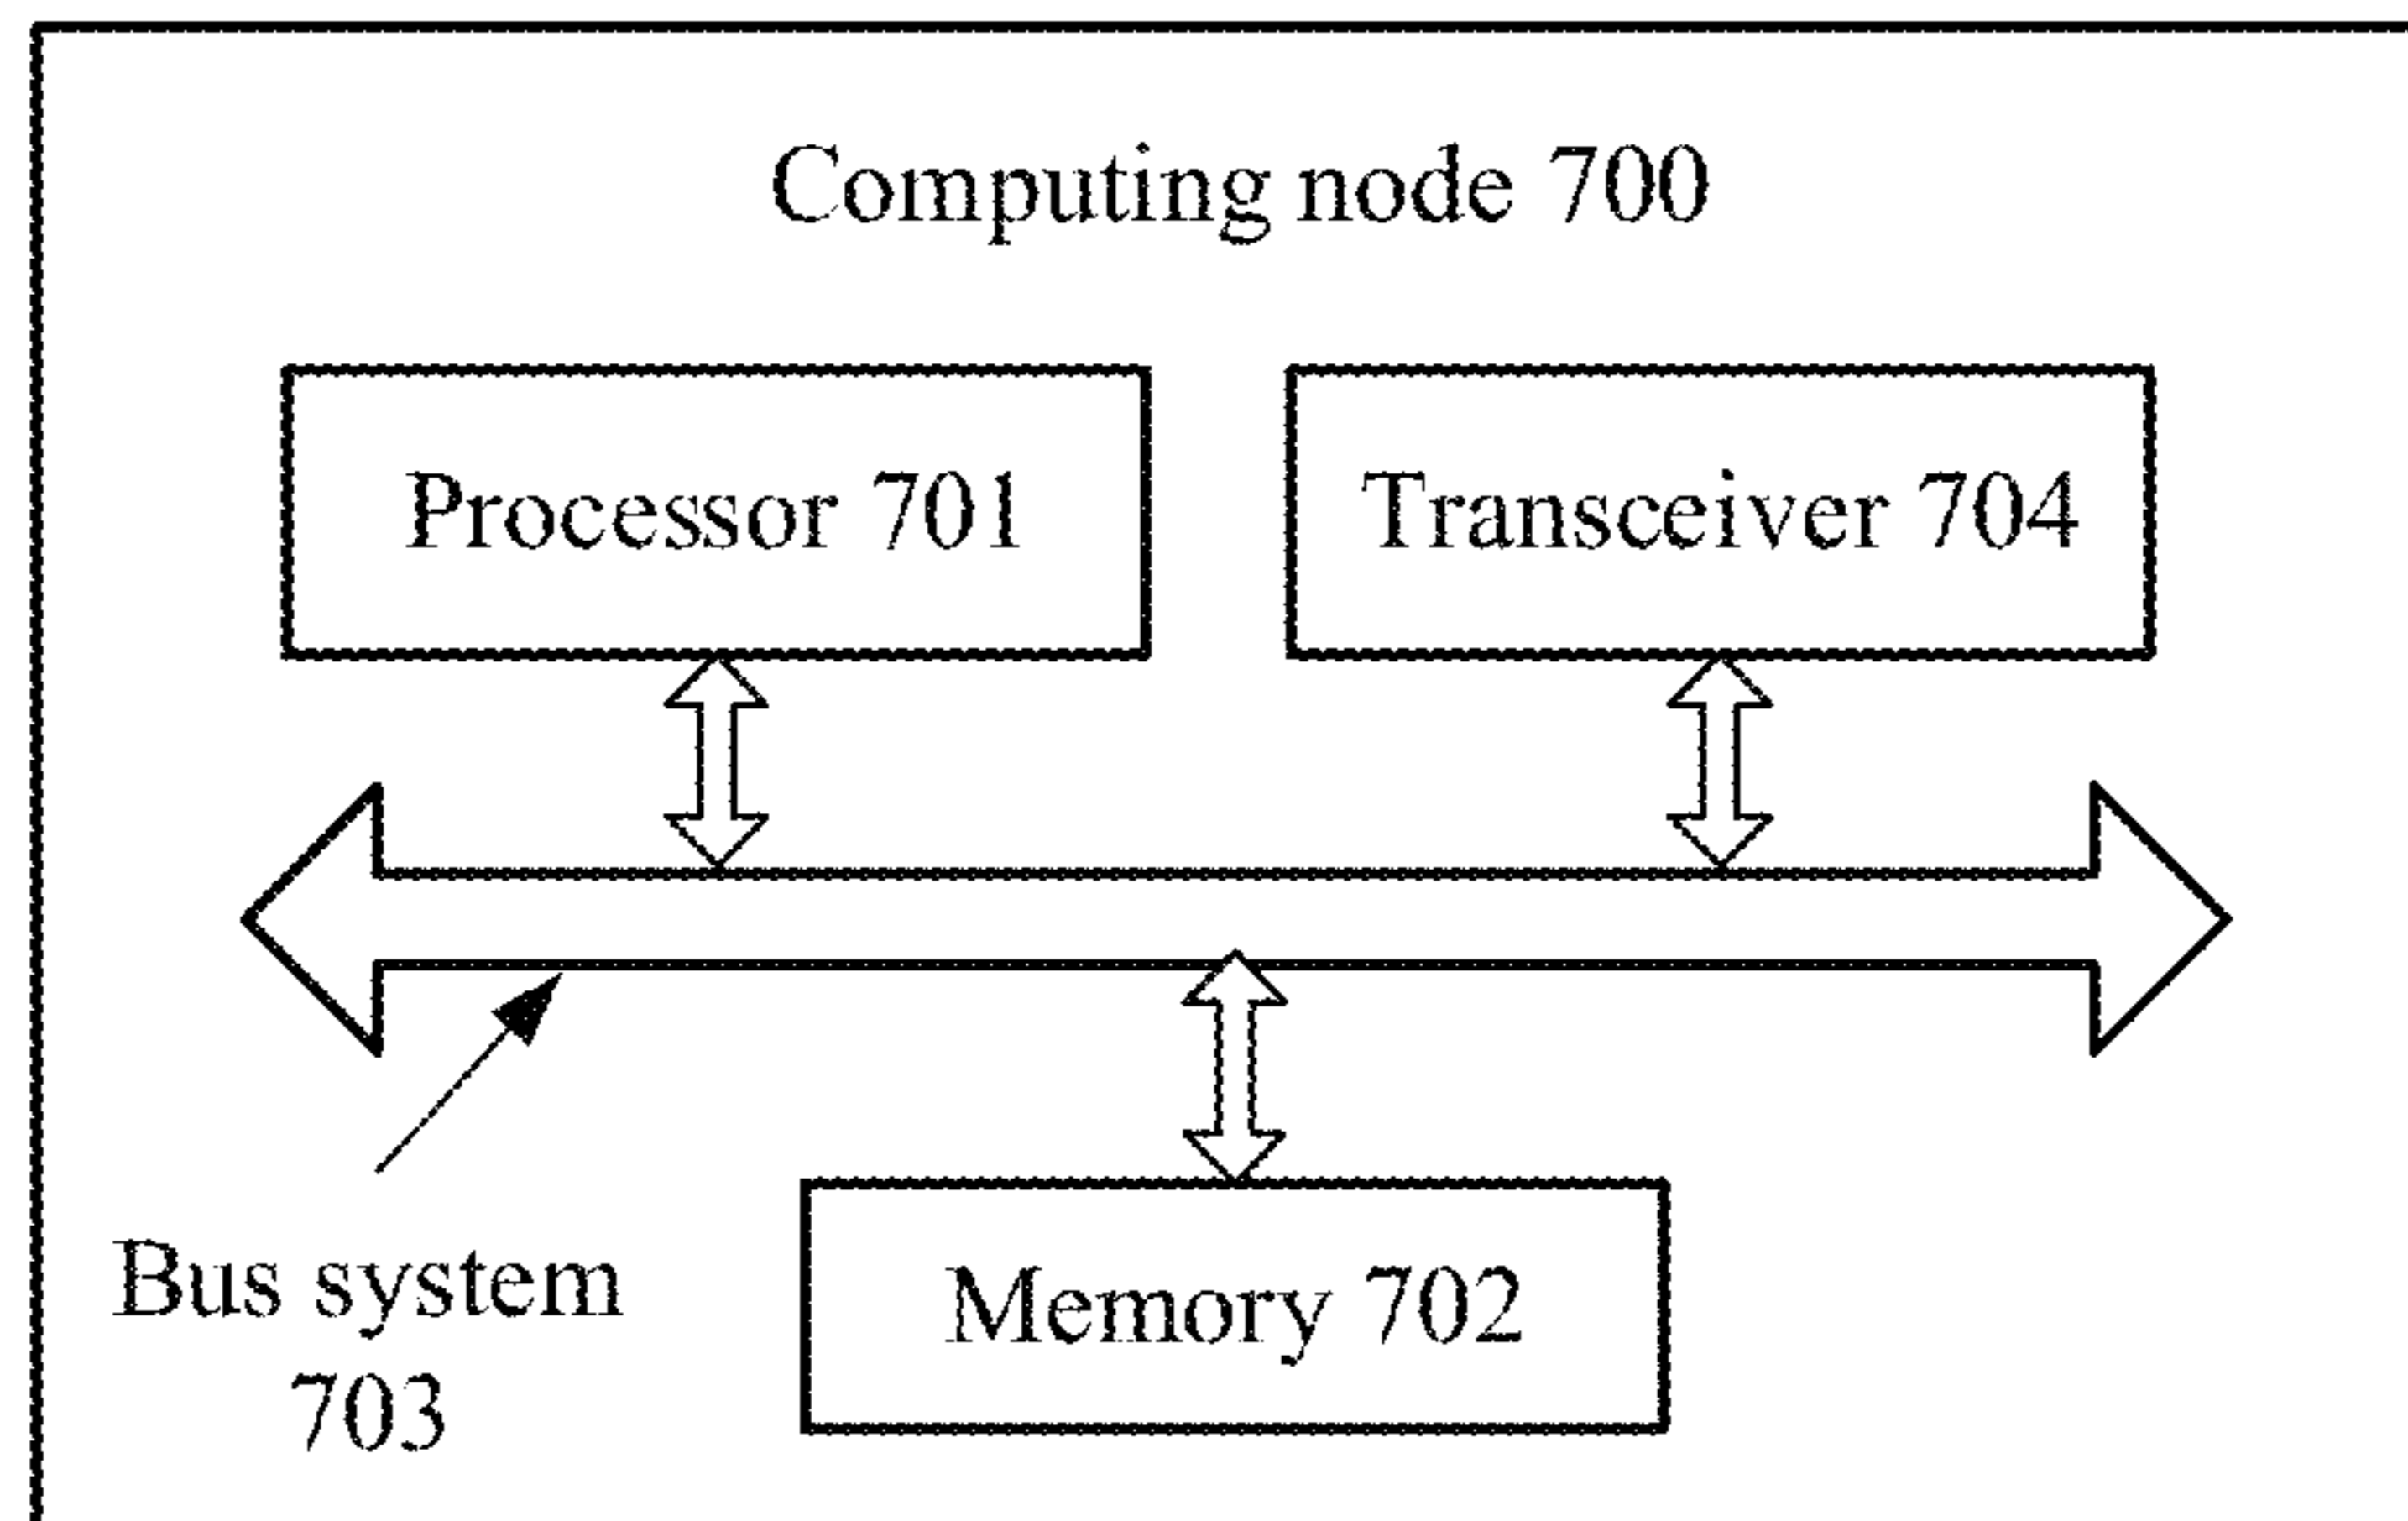 Computing node 700
Processor 701
Transceiver 704
Bus system
703
Memory 702